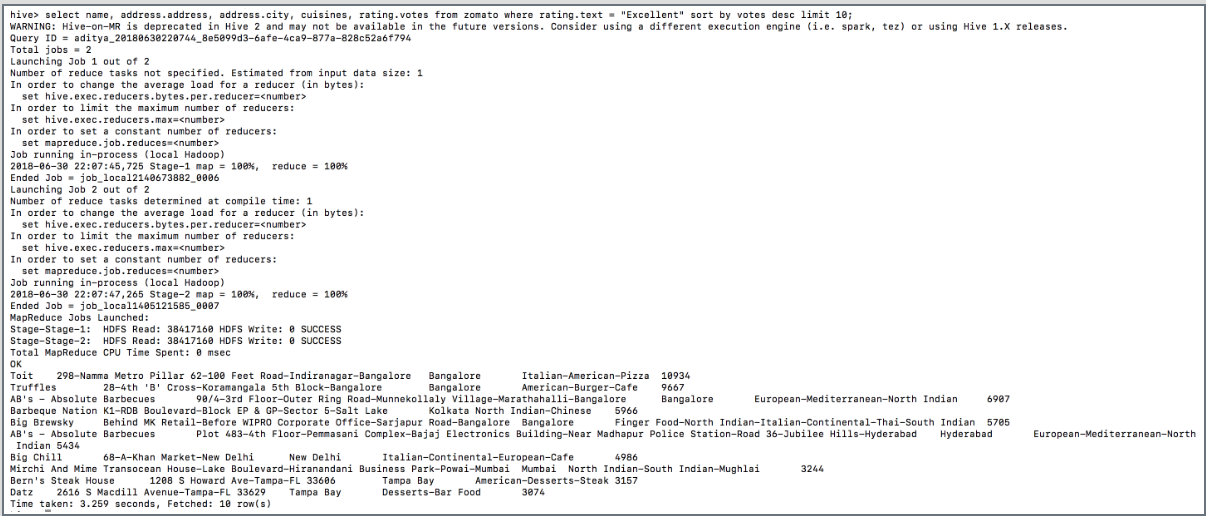 hive> select name, address.address, address.city, cuisines, rating.votes from zomato where rating.text = "Excellent" sort by votes desc limit 10;
WARNING: Hive-on-MR is deprecated in Hive 2 and may not be available in the future versions. Consider using a different execution engine (i.e. spark, tez) or using Hive 1.X releases.
Query ID = aditya_20180630220744_8e5099d3-6afe-4ca9-877a-828c52a6f794
Total jobs = 2
Launching Job 1 out of 2
Number of reduce tasks not specified. Estimated from input data size: 1
In order to change the average load for a reducer (in bytes):
  set hive.exec.reducers.bytes.per.reducer=<number>
In order to limit the maximum number of reducers:
  set hive.exec.reducers.max=<number>
In order to set a constant number of reducers:
  set mapreduce.job.reduces=<number>
Job running in-process (local Hadoop)
2018-06-30 22:07:45,725 Stage-1 map = 100%,  reduce = 100%
Ended Job = job_local2140673882_0006
Launching Job 2 out of 2
Number of reduce tasks determined at compile time: 1
In order to change the average load for a reducer (in bytes):
  set hive.exec.reducers.bytes.per.reducer=<number>
In order to limit the maximum number of reducers:
  set hive.exec.reducers.max=<number>
In order to set a constant number of reducers:
  set mapreduce.job.reduces=<number>
Job running in-process (local Hadoop)
2018-06-30 22:07:47,265 Stage-2 map = 100%,  reduce = 100%
Ended Job = job_local1405121585_0007
MapReduce Jobs Launched:
Stage-Stage-1:  HDFS Read: 38417160 HDFS Write: 0 SUCCESS
Stage-Stage-2:  HDFS Read: 38417160 HDFS Write: 0 SUCCESS
Total MapReduce CPU Time Spent: 0 msec
OK
Toit    298-Namma Metro Pillar 62-100 Feet Road-Indiranagar-Bangalore   Bangalore       Italian-American-Pizza  10934
Truffles        28-4th 'B' Cross-Koramangala 5th Block-Bangalore        Bangalore       American-Burger-Cafe    9667
AB's - Absolute Barbecues       90/4-3rd Floor-Outer Ring Road-Munnekollaly Village-Marathahalli-Bangalore      Bangalore       European-Mediterranean-North Indian     6907
Barbeque Nation K1-RDB Boulevard-Block EP & GP-Sector 5-Salt Lake       Kolkata North Indian-Chinese    5966
Big Brewsky     Behind MK Retail-Before WIPRO Corporate Office-Sarjapur Road-Bangalore  Bangalore       Finger Food-North Indian-Italian-Continental-Thai-South Indian  5705
AB's - Absolute Barbecues       Plot 483-4th Floor-Pemmasani Complex-Bajaj Electronics Building-Near Madhapur Police Station-Road 36-Jubilee Hills-Hyderabad    Hyderabad       European-Mediterranean-North
 Indian 5434
Big Chill       68-A-Khan Market-New Delhi      New Delhi       Italian-Continental-European-Cafe       4986
Mirchi And Mime Transocean House-Lake Boulevard-Hiranandani Business Park-Powai-Mumbai  Mumbai  North Indian-South Indian-Mughlai       3244
Bern's Steak House      1208 S Howard Ave-Tampa-FL 33606        Tampa Bay       American-Desserts-Steak 3157
Datz    2616 S Macdill Avenue-Tampa-FL 33629    Tampa Bay       Desserts-Bar Food       3074
Time taken: 3.259 seconds, Fetched: 10 row(s)